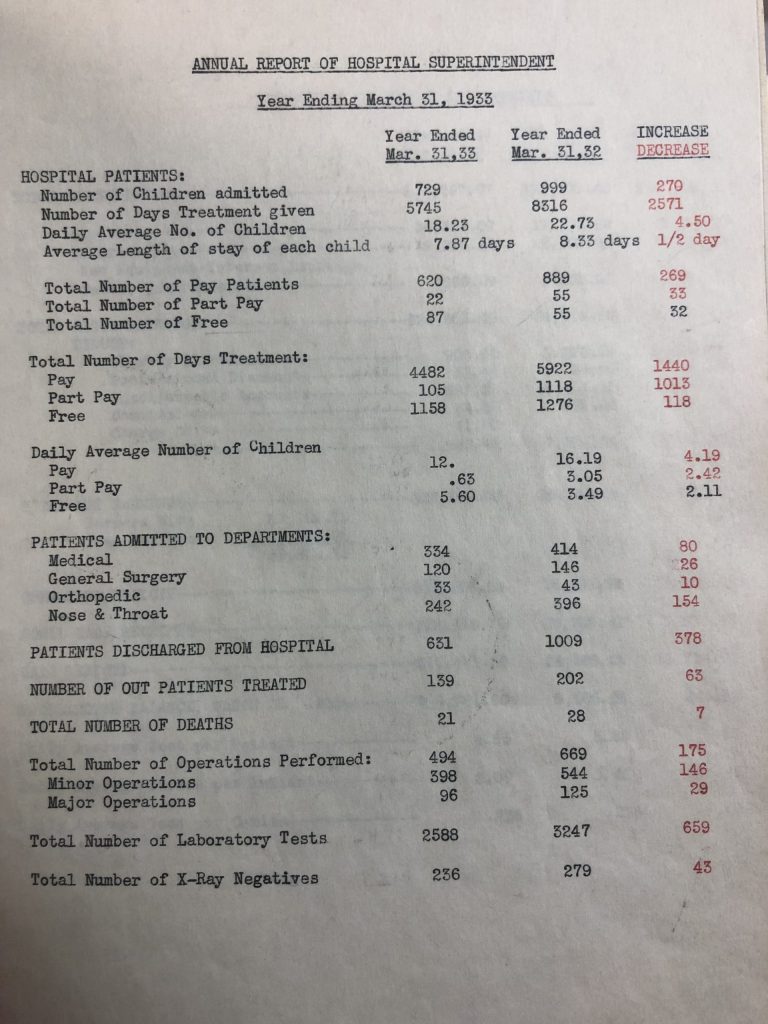 ANNUAL REPORT OF HOSPITAL SUPERINTENDENT
Year Ending March 31, 1933
Year Ended Year Ended INCREASE
Mar. 31,33 Mar. 31,32 DECREASE
HOSPITAL PATIENTS:
Number of Children admitted 729 999 270
Number of Days Treatment given 5745 8316 2571
Daily Average No. of Children 18.23 22.73 4.50
Average Length of stay of each child 7.87 days 8.33 days 1/2 day
Total Number of Pay Patients 620 889 269
Total Number of Part Pay 22 55 33
Total Number of Free 87 55 32
Total Number of Days Treatment:
Pay 4482 5922 1440
Part Pay 105 1118 1013
Free 1158 1276 118
Daily Average Number of Children
Pay 12. 16.19 4.19
Part Pay .63 3.05 2.42
Free 5.60 3.49 2.11
PATIENTS ADMITTED TO DEPARTMENTS:
Medical 334 414 80
General Surgery 120 146 26
Orthopedic 33 43 10
Nose & Throat 242 396 154
PATIENTS DISCHARGED FROM HOSPITAL 631 1009 378
NUMBER OF OUT PATIENTS TREATED 139 202 63
TOTAL NUMBER OF DEATHS 21 28 7
Total Number of Operations Performed: 494 669 175
Minor Operations 398 544 146
Major Operations 96 125 29
Total Number of Laboratory Tests 2588 3247 659
Total Number of X-Ray Negatives 236 279 43